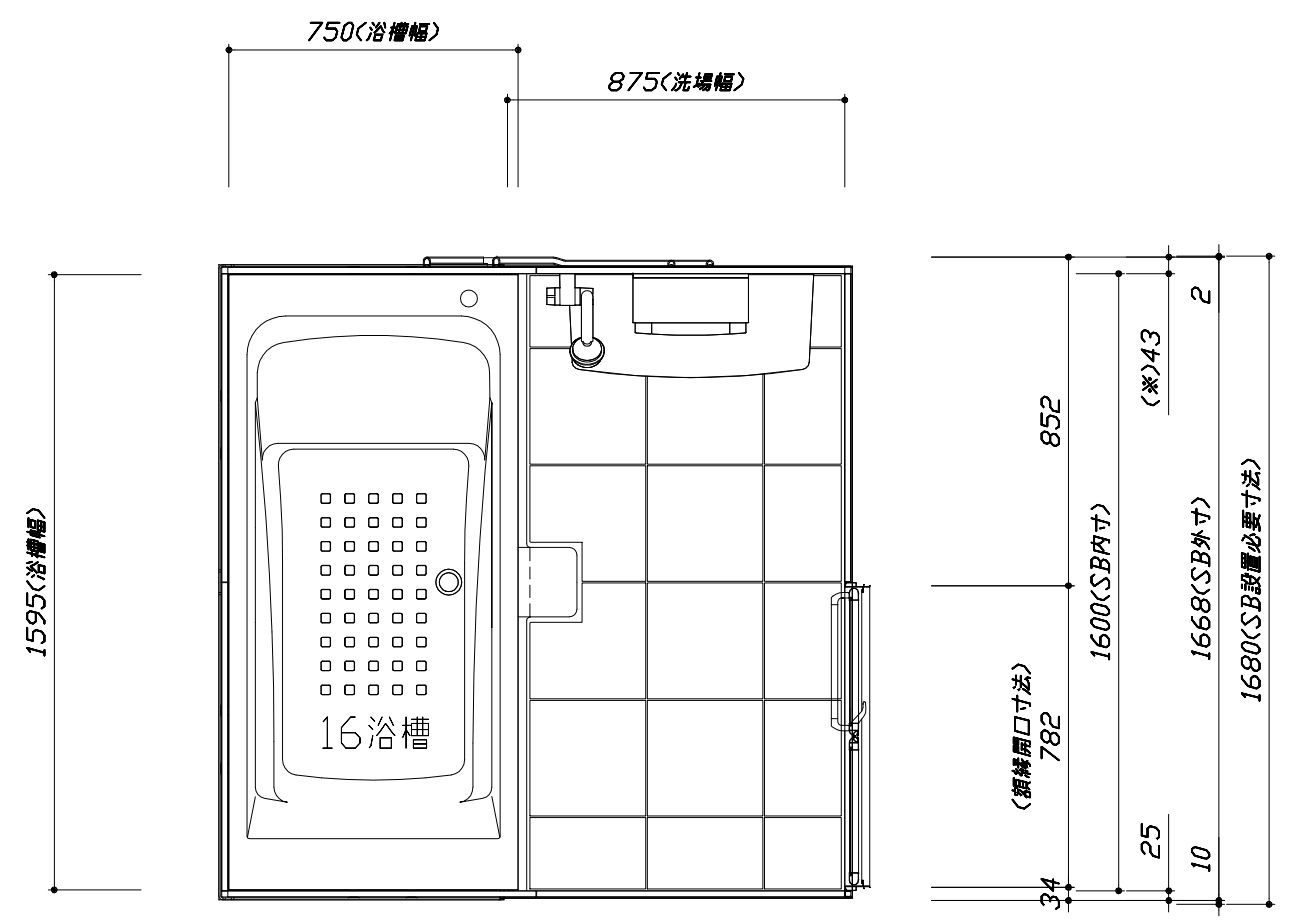 750(浴槽幅)
875(洗場幅)
1595(浴槽幅)
16浴槽
852
(額縁開口寸法)
782
34
1600(SB内寸)
(※)43
25
2
1668(SB外寸)
10
1680(SB設置必要寸法)